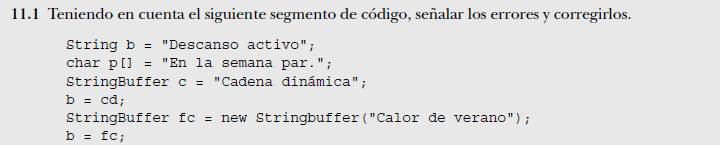 11.1 Teniendo en cuenta el siguiente segmento de código, señalar los errores y corregirlos.
String b = "Descanso activo";
char p[] = "En la semana par.";
StringBuffer c = "Cadena dinámica";
b = cd;
StringBuffer fc = new Stringbuffer("Calor de verano");
b = fc;